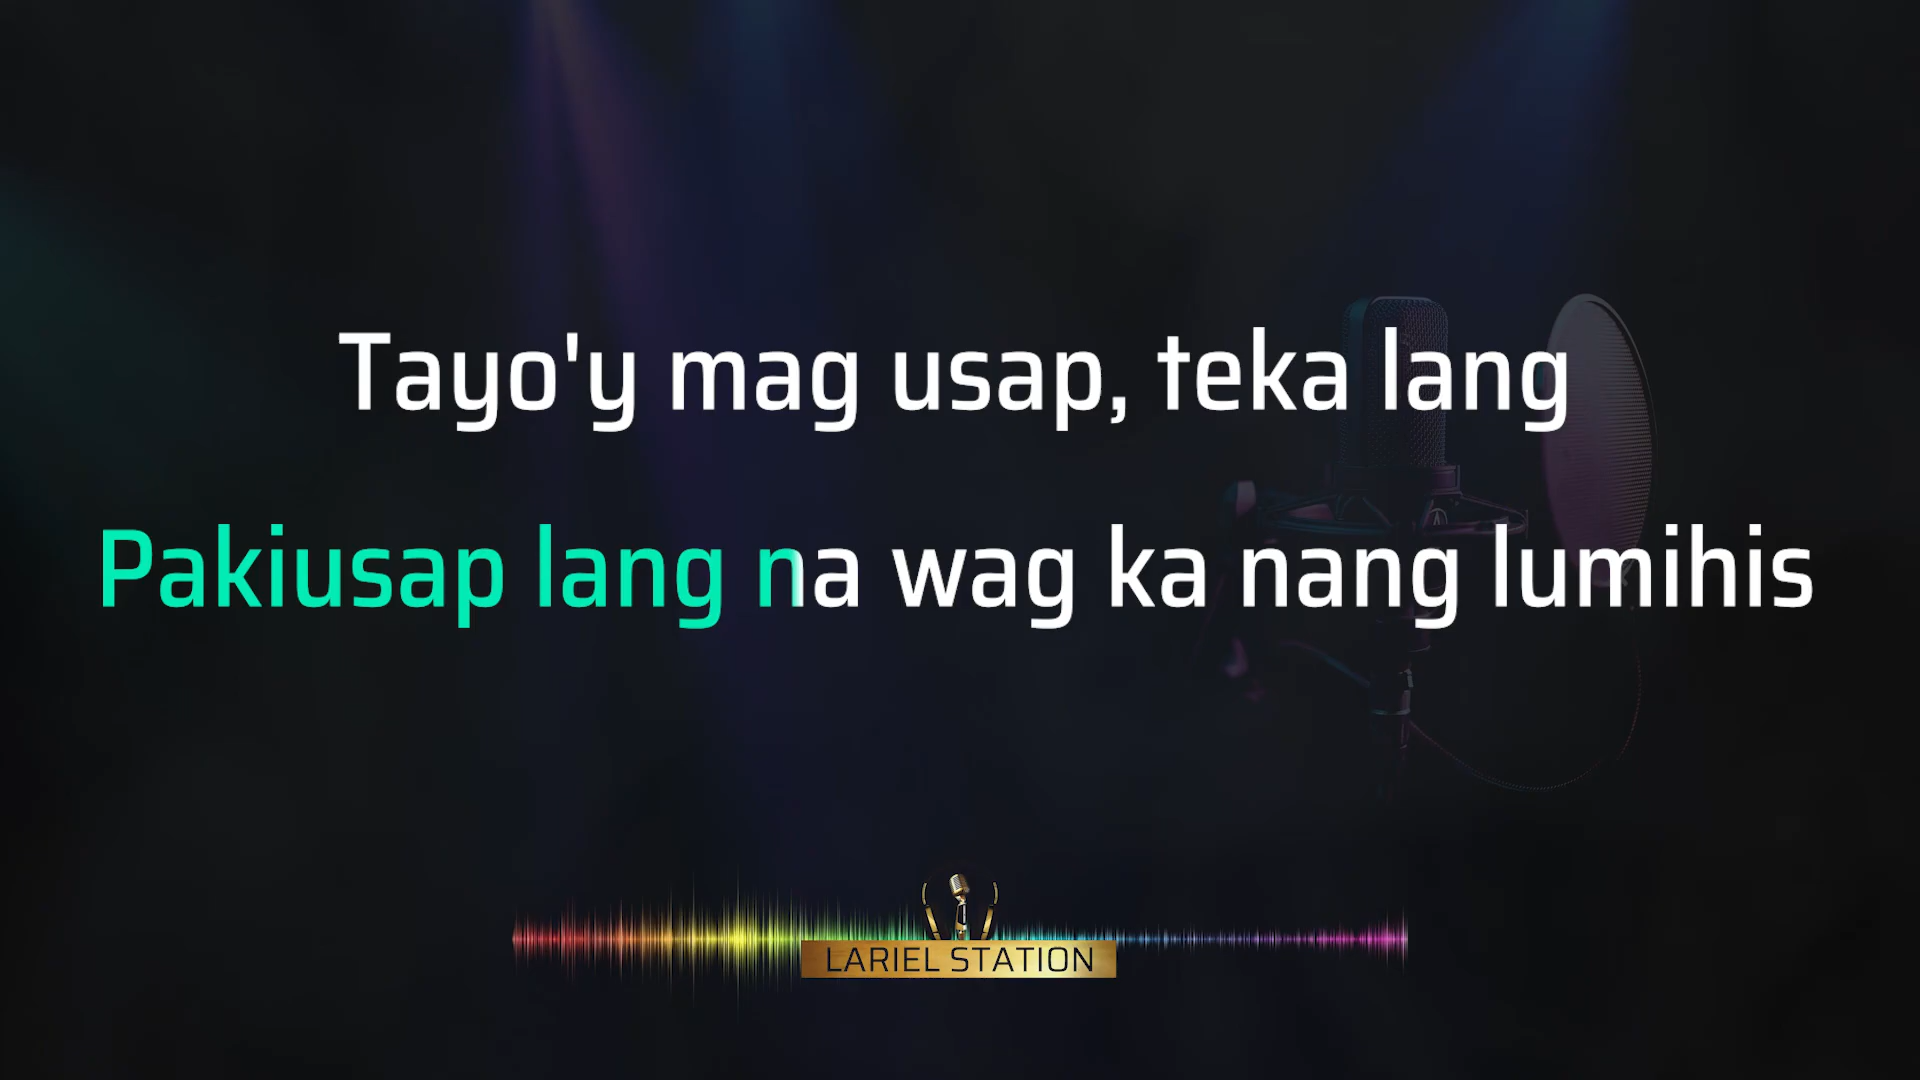 Tayo'y mag usap, teka lang
Pakiusap lang na wag ka nang lumihis
LARIEL STATION